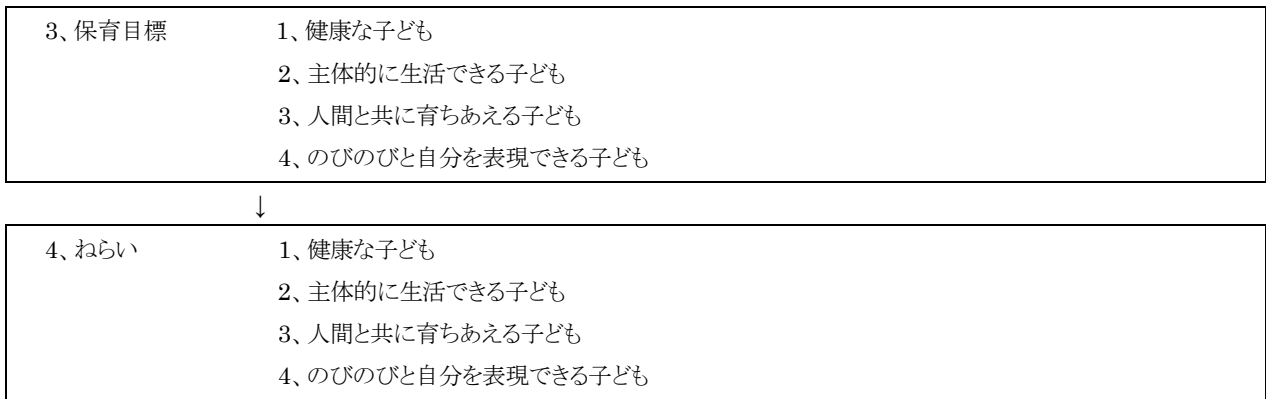 3、保育目標 1、健康な子ども
2、主体的に生活できる子ども
3、人間と共に育ちあえる子ども
4、のびのびと自分を表現できる子ども
↓
4、ねらい 1、健康な子ども
2、主体的に生活できる子ども
3、人間と共に育ちあえる子ども
4、のびのびと自分を表現できる子ども